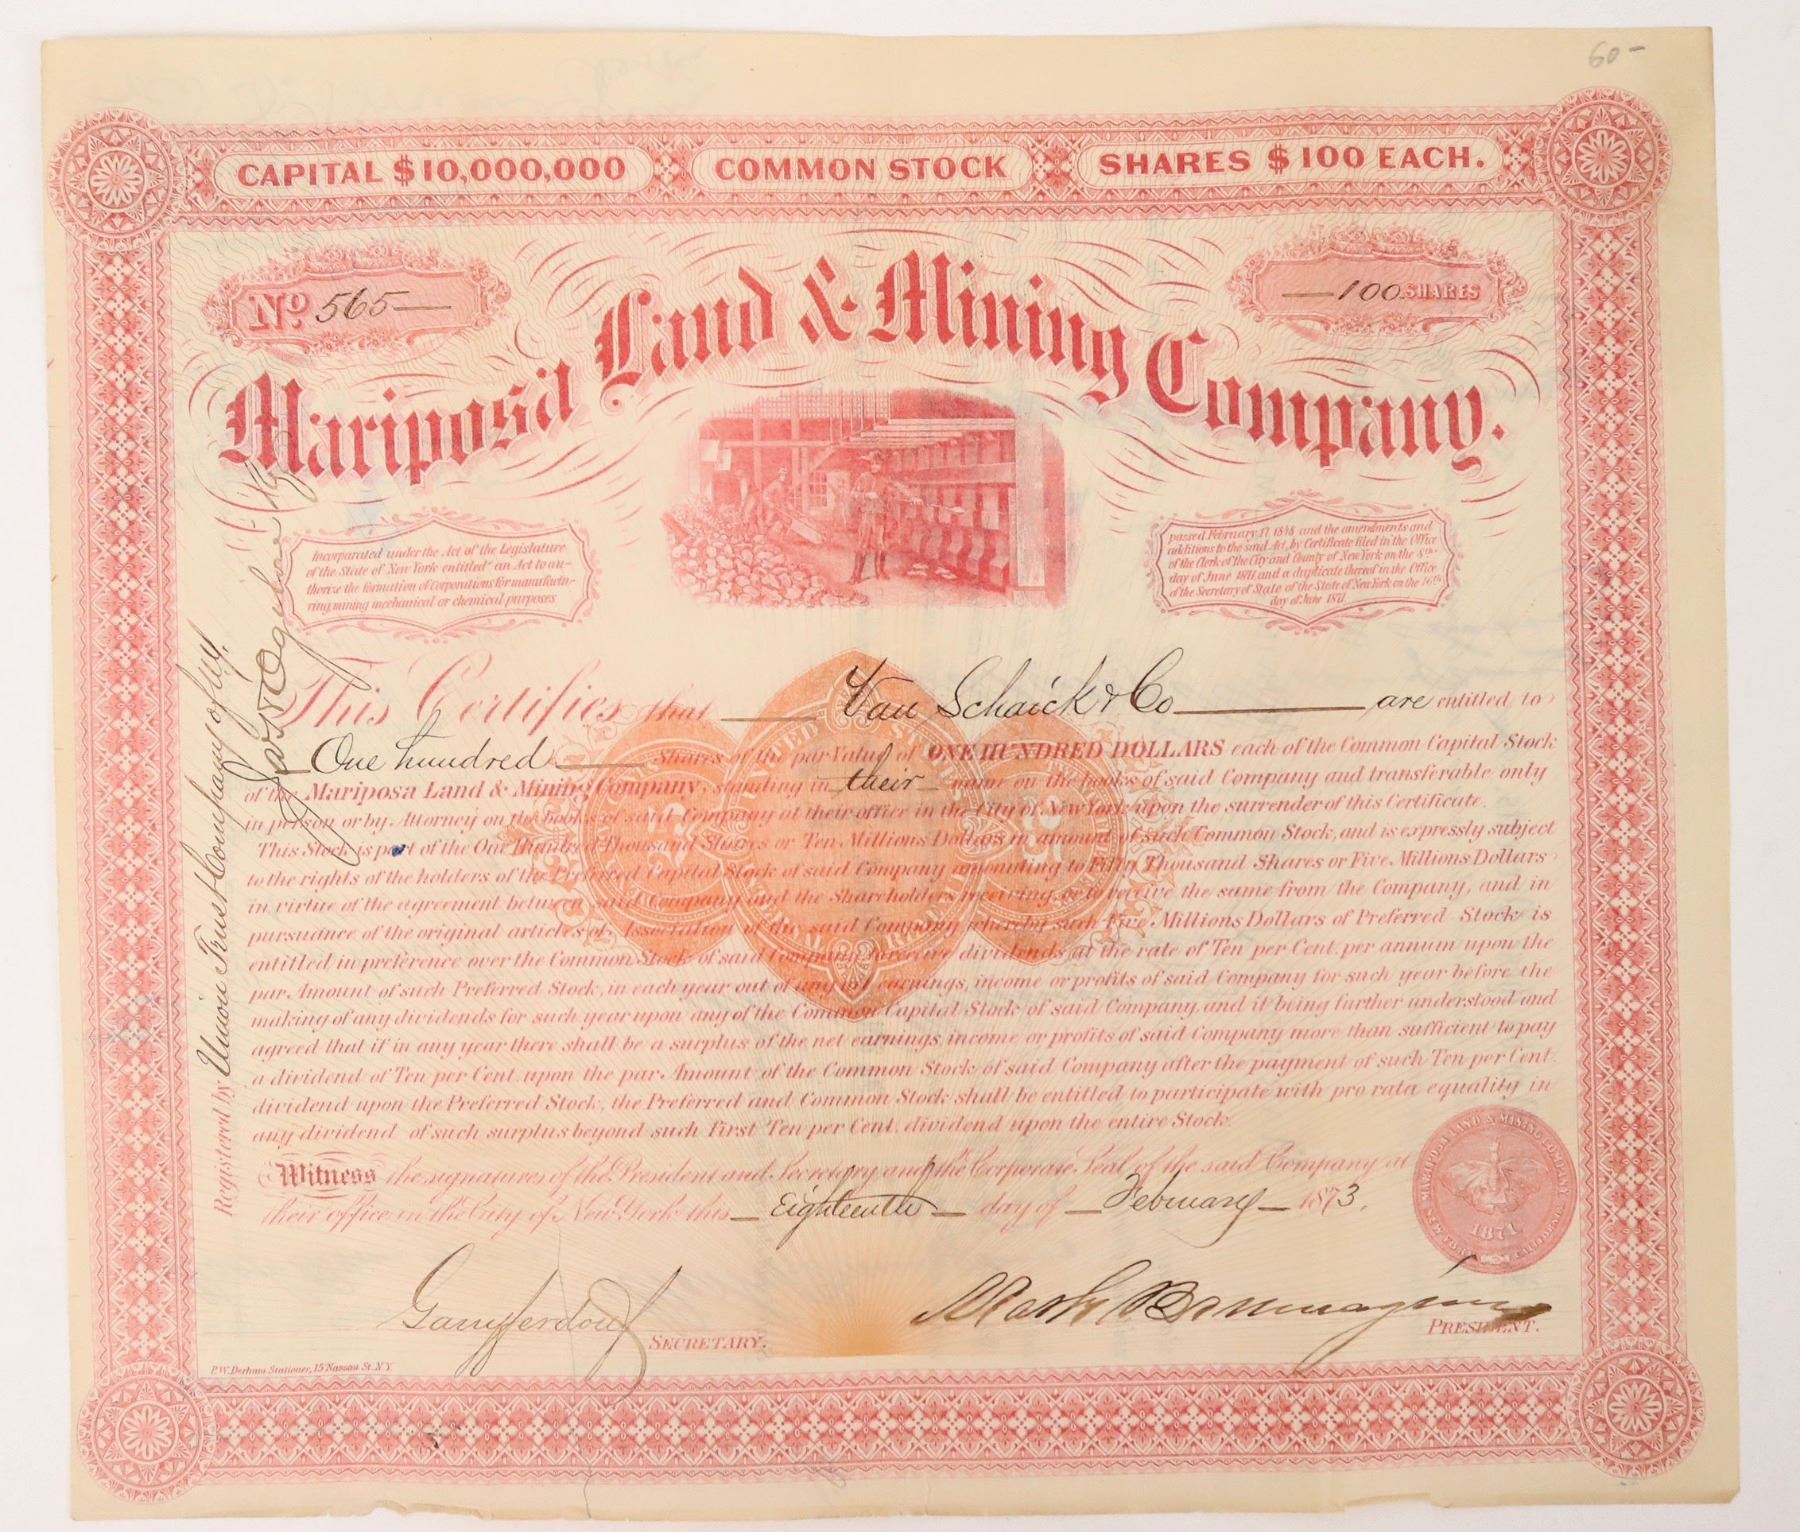 60-
CAPITAL $10,000,000 COMMON STOCK SHARES $100 EACH.
No. 565
100 SHARES
Mariposa Land & Mining Company.
Incorporated under the Act of the Legislature
of the State of New York entitled "an Act to au-
thorize the formation of corporations for manufactu-
ring mining mechanical or chemical purposes
passed February 17 1848 and the amendments and
additions to the said Act, by Certificate filed in the Office
of the Clerk of the City and County of New York on the 8th
day of June 1871, and a duplicate thereof in the Office
of the Secretary of State of the State of New York on the 16th
day of June 1871.
This Certifies that Van Schaick & Co are entitled to
One hundred Shares of the par Value of ONE HUNDRED DOLLARS each of the Common Capital Stock
of the Mariposa Land & Mining Company, standing in their name on the books of said Company and transferable only
in person or by Attorney on the books of said Company at their office in the City of New York upon the surrender of this Certificate.
This Stock is part of the One Hundred Thousand Shares or Ten Millions Dollars in amount of such Common Stock, and is expressly subject
to the rights of the holders of the Preferred Capital Stock of said Company amounting to Fifty Thousand Shares or Five Millions Dollars
in virtue of the agreement between said Company and the Shareholders receiving, or to receive the same from the Company, and in
pursuance of the original articles of Association of the said Company whereby such Five Millions Dollars of Preferred Stock is
entitled in preference over the Common Stock of said Company to receive dividends at the rate of Ten per Cent. per annum upon the
par Amount of such Preferred Stock, in each year out of any net earnings, income or profits of said Company for such year before the
making of any dividends for such year upon any of the Common Capital Stock of said Company and it being further understood and
agreed that if in any year there shall be a surplus of the net earnings, income or profits of said Company more than sufficient to pay
a dividend of Ten per Cent. upon the par Amount of the Common Stock of said Company after the payment of such Ten per Cent.
dividend upon the Preferred Stock, the Preferred and Common Stock shall be entitled to participate with pro rata equality in
any dividend of such surplus beyond such First Ten per Cent. dividend upon the entire Stock.
Witness the signatures of the President and Secretary and the Corporate Seal of the said Company at
their office in the City of New York this Eighteenth day of February 1873.
SECRETARY.
PRESIDENT.
P.W. Derham Stationer, 15 Nassau St. N.Y.
Registered by Union Trust Company of N.Y.
MARIPOSA LAND & MINING COMPANY
NEW YORK CALIFORNIA
1871
UNITED STATES